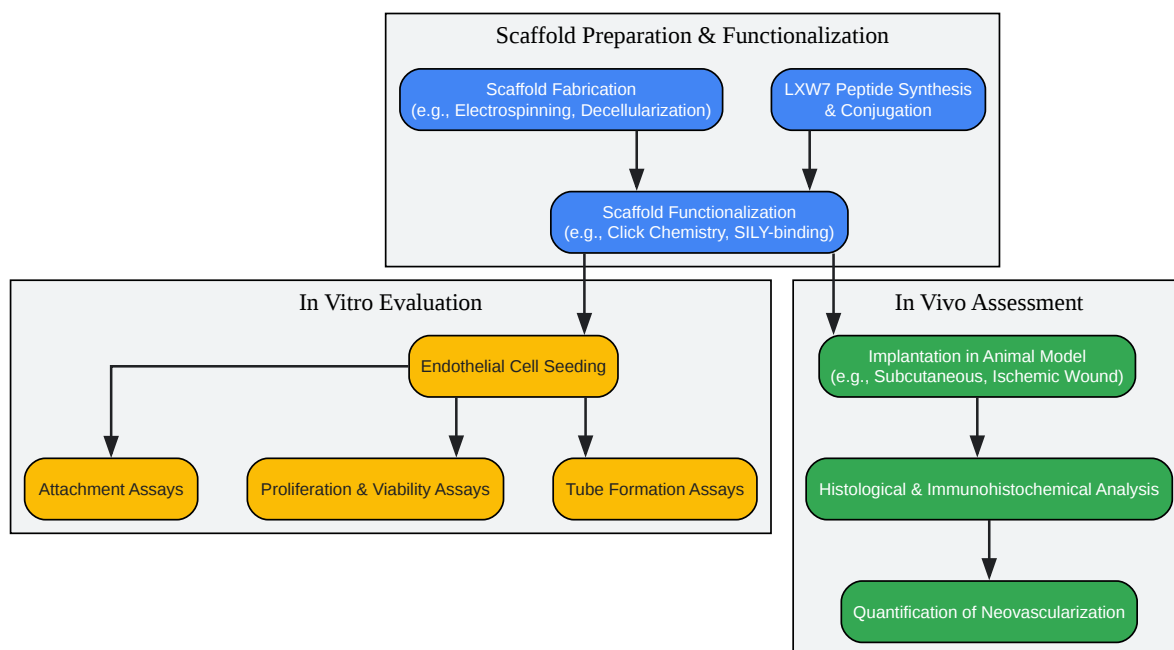 Scaffold Preparation & Functionalization
Scaffold Fabrication
(e.g., Electrospinning, Decellularization)
LXW7 Peptide Synthesis
& Conjugation
Scaffold Functionalization
(e.g., Click Chemistry, SILY-binding)
In Vitro Evaluation
Endothelial Cell Seeding
Attachment Assays
Proliferation & Viability Assays
Tube Formation Assays
In Vivo Assessment
Implantation in Animal Model
(e.g., Subcutaneous, Ischemic Wound)
Histological & Immunohistochemical Analysis
Quantification of Neovascularization